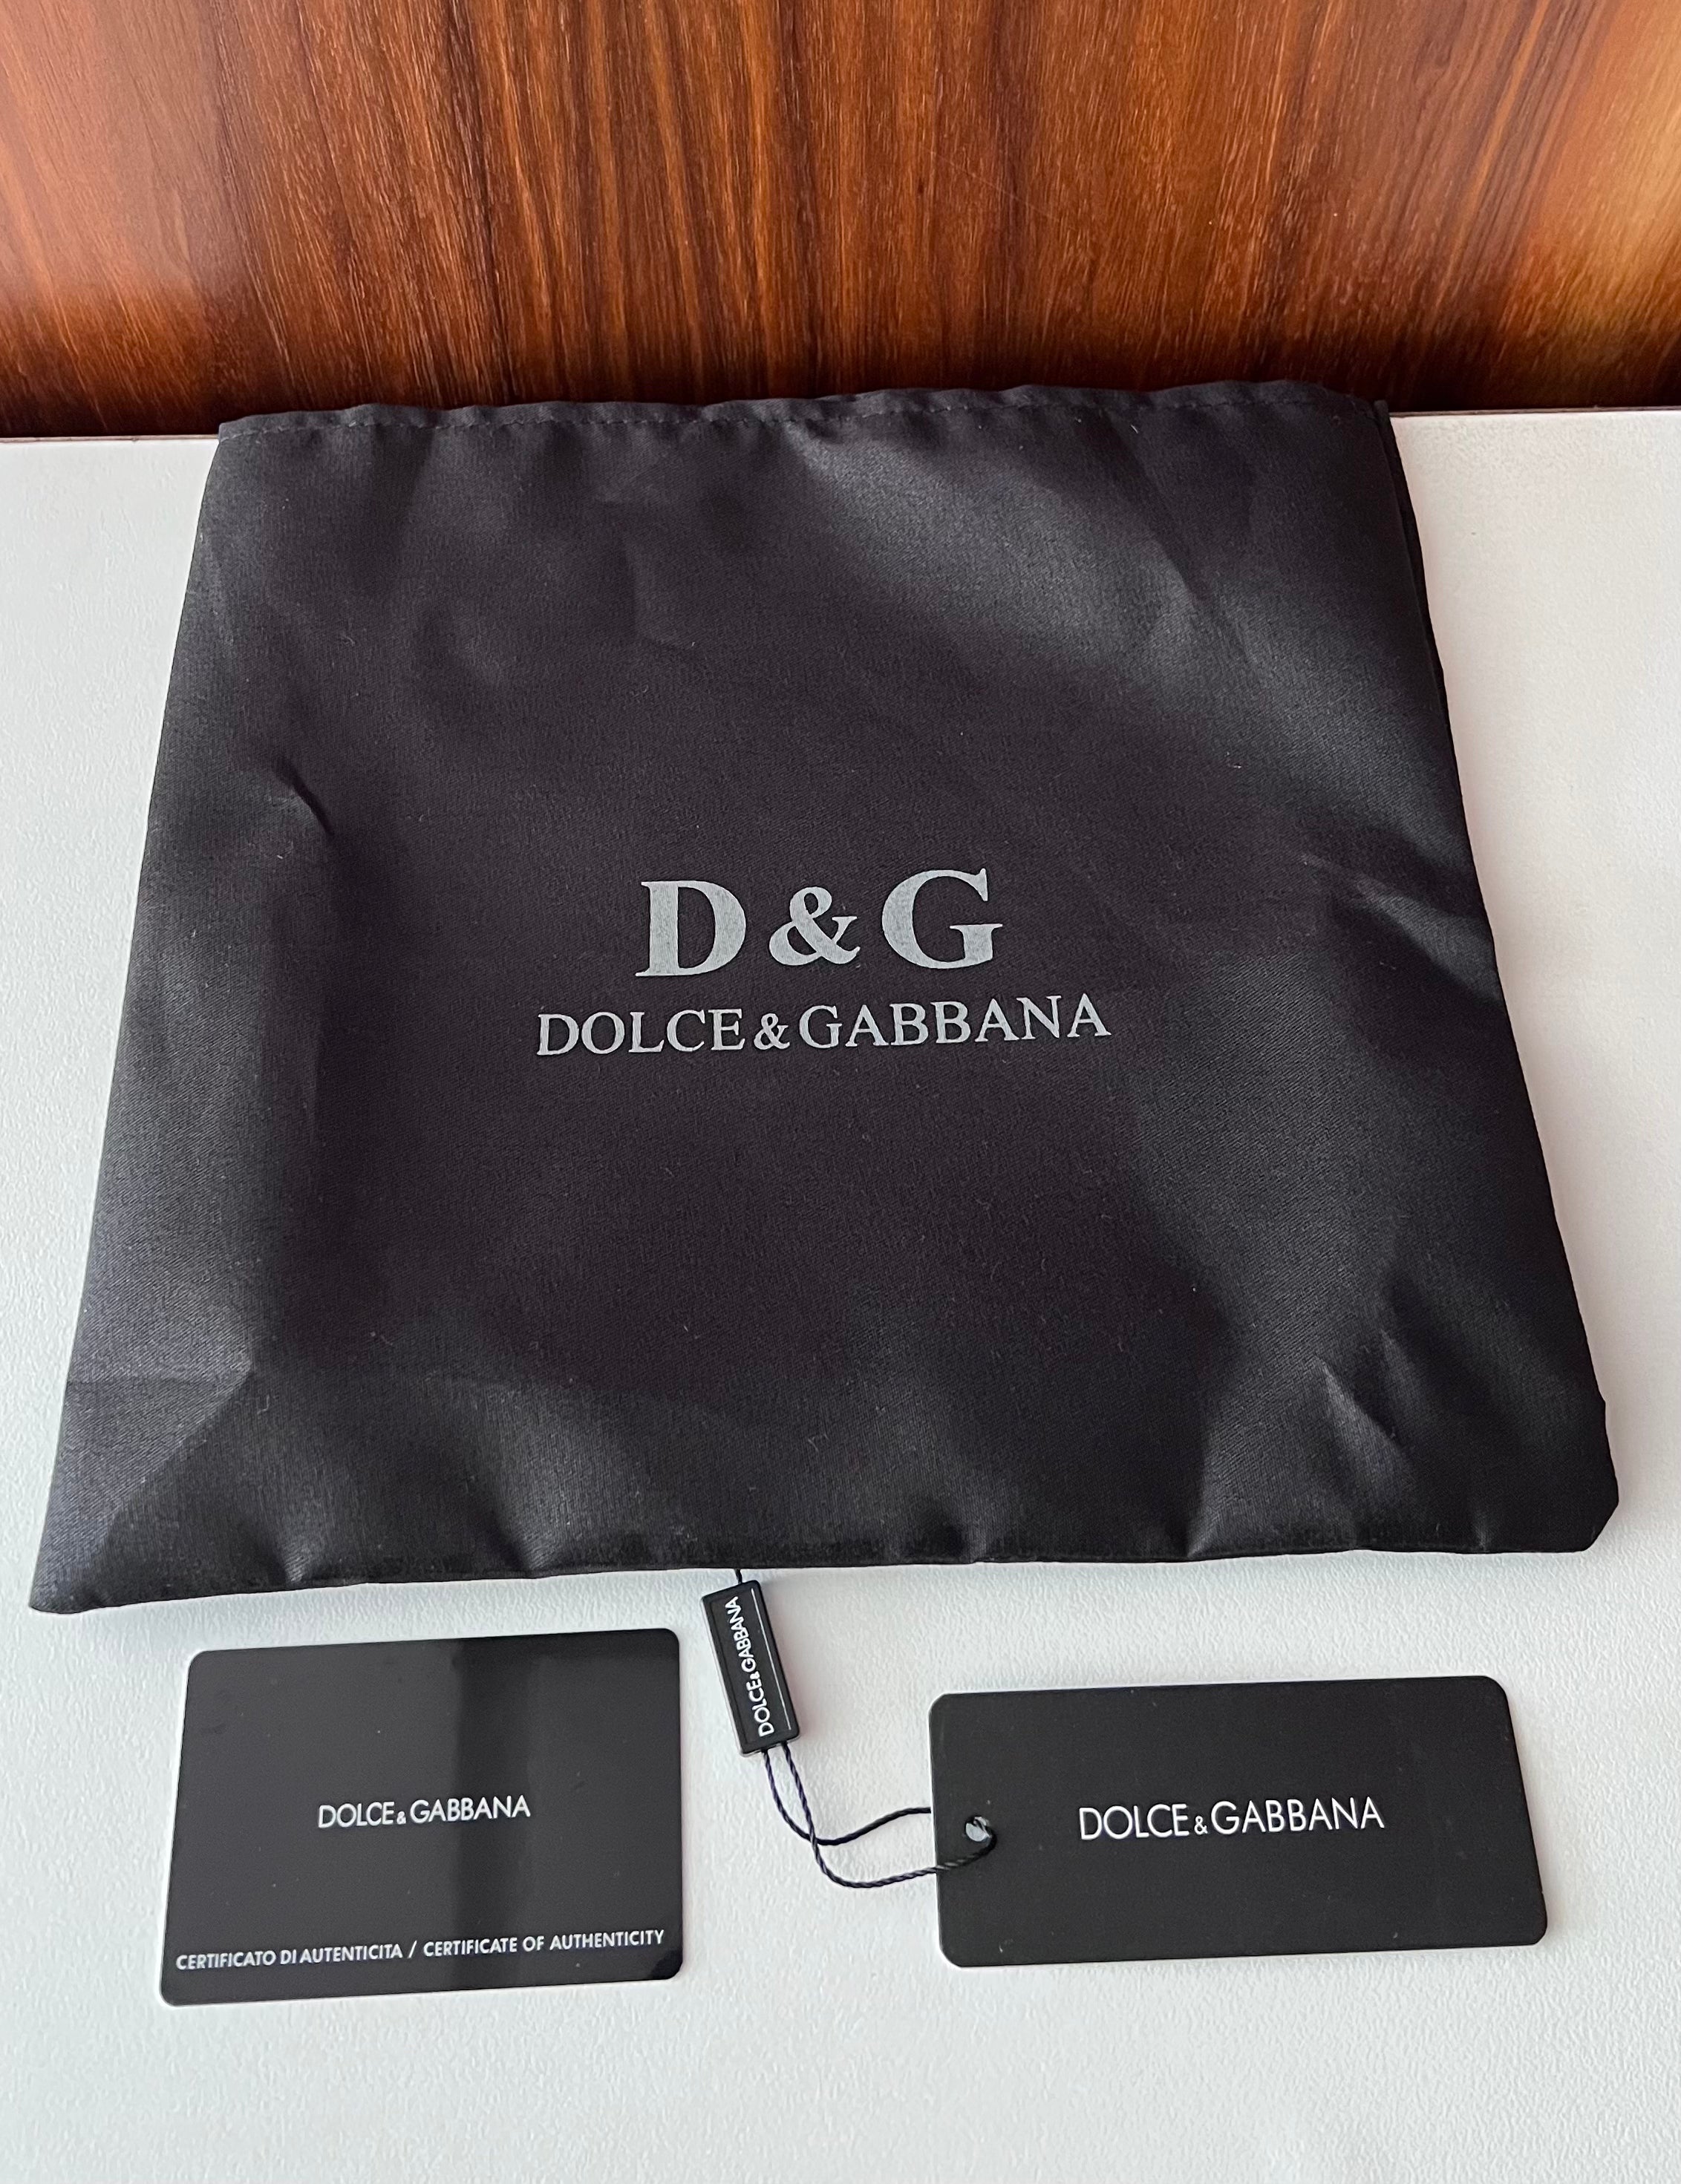 D&G
DOLCE&GABBANA
DOLCE&GABBANA
DOLCE&GABBANA
CERTIFICATO DI AUTENTICITA / CERTIFICATE OF AUTHENTICITY
DOLCE&GABBANA